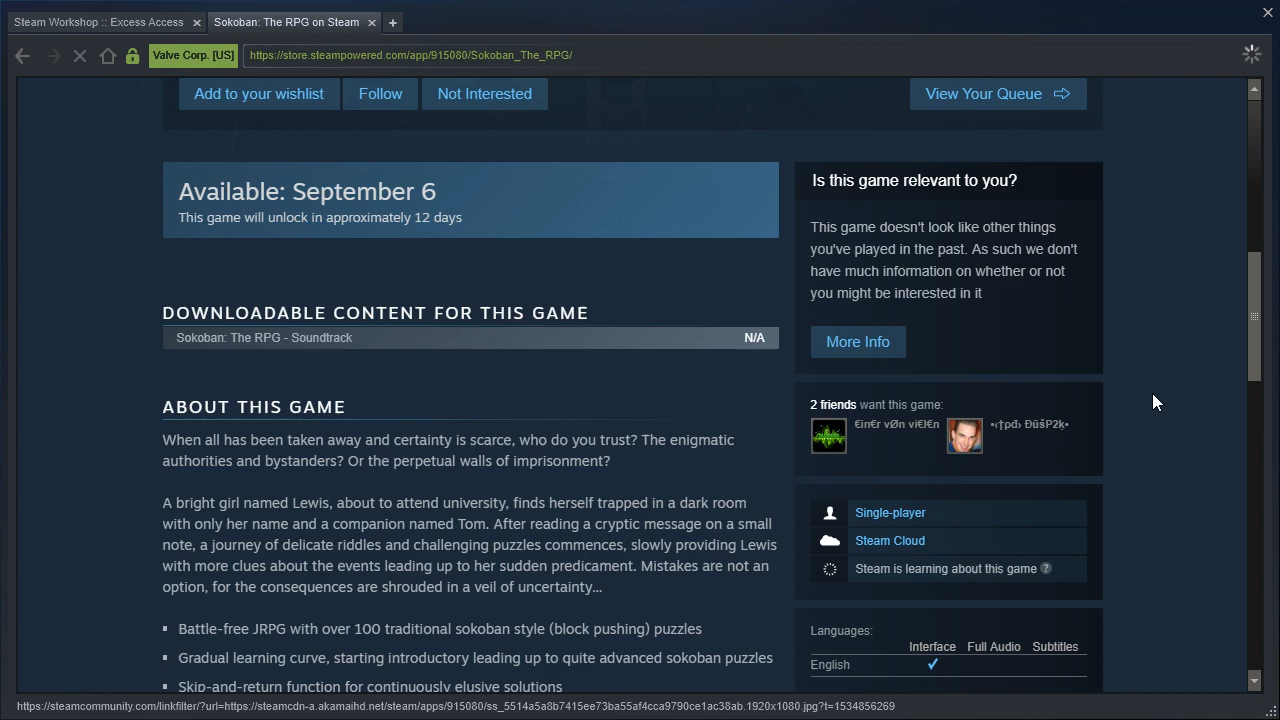 Steam Workshop :: Excess Access
Sokoban: The RPG on Steam
Valve Corp. [US]
https://store.steampowered.com/app/915080/Sokoban_The_RPG/
Add to your wishlist
Follow
Not Interested
View Your Queue
Available: September 6
This game will unlock in approximately 12 days
DOWNLOADABLE CONTENT FOR THIS GAME
Sokoban: The RPG - Soundtrack
N/A
ABOUT THIS GAME
When all has been taken away and certainty is scarce, who do you trust? The enigmatic
authorities and bystanders? Or the perpetual walls of imprisonment?
A bright girl named Lewis, about to attend university, finds herself trapped in a dark room
with only her name and a companion named Tom. After reading a cryptic message on a small
note, a journey of delicate riddles and challenging puzzles commences, slowly providing Lewis
with more clues about the events leading up to her sudden predicament. Mistakes are not an
option, for the consequences are shrouded in a veil of uncertainty...
▪ Battle-free JRPG with over 100 traditional sokoban style (block pushing) puzzles
▪ Gradual learning curve, starting introductory leading up to quite advanced sokoban puzzles
▪ Skip-and-return function for continuously elusive solutions
Is this game relevant to you?
This game doesn't look like other things
you've played in the past. As such we don't
have much information on whether or not
you might be interested in it
More Info
2 friends want this game:
€in€r vØn vi€l€n
•‹†pđ› ĐūšP2ķ•
Single-player
Steam Cloud
Steam is learning about this game ?
Languages:
Interface Full Audio Subtitles
English ✓
https://steamcommunity.com/linkfilter/?url=https://steamcdn-a.akamaihd.net/steam/apps/915080/ss_5514a5a8b7415ee73ba55af4cca9790ce1ac38ab.1920x1080.jpg?t=1534856269